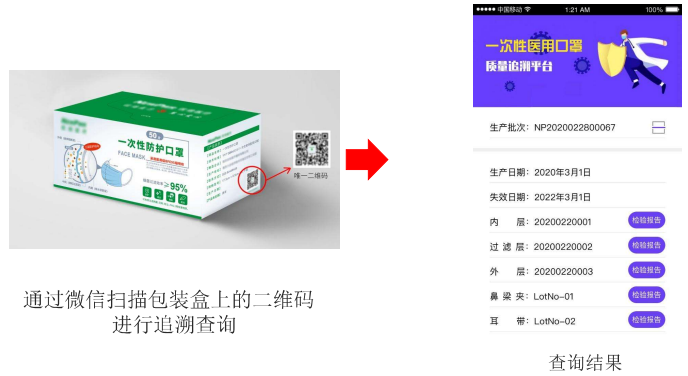 50
一次性防护口罩
FACE MASK
≥95%
唯一二维码
通过微信扫描包装盒上的二维码
进行追溯查询
中国移动
1:21 AM
100%
一次性医用口罩
质量追溯平台
生产批次：NP2020022800067
生产日期：2020年3月1日
失效日期：2022年3月1日
内 层：20200220001 检验报告
过 滤 层：20200220002 检验报告
外 层：20200220003 检验报告
鼻 梁 夹：LotNo-01 检验报告
耳 带：LotNo-02 检验报告
查询结果